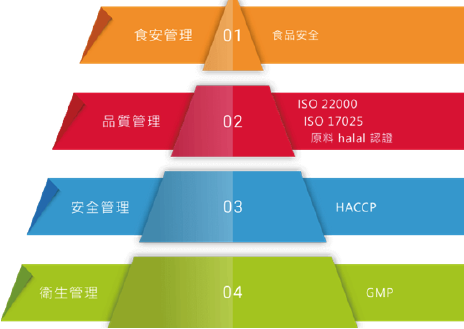 食安管理 01 食品安全
品質管理 02 ISO 22000
ISO 17025
原料 halal 認證
安全管理 03 HACCP
衛生管理 04 GMP